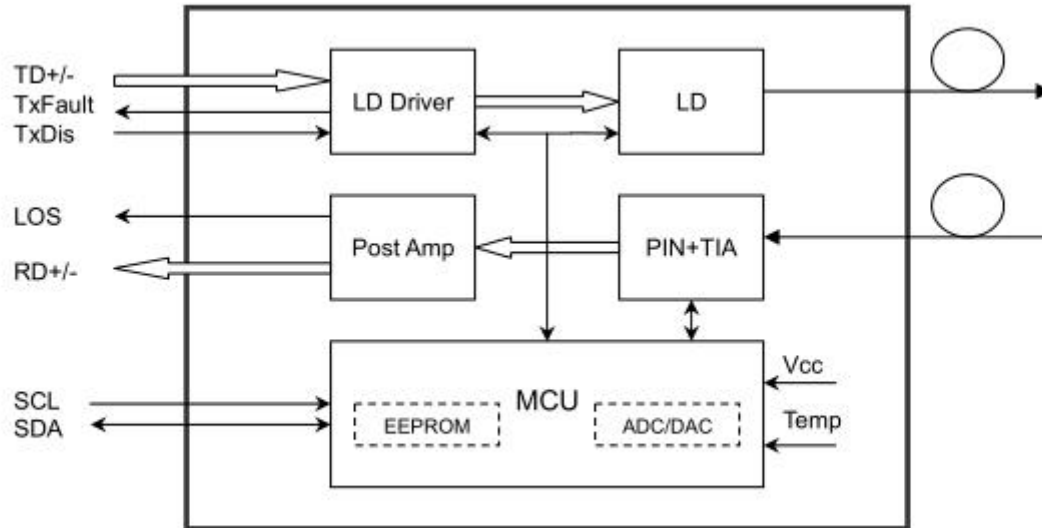 TD+/-
TxFault
TxDis
LD Driver
LD
LOS
RD+/-
Post Amp
PIN+TIA
SCL
SDA
MCU
EEPROM
ADC/DAC
Vcc
Temp